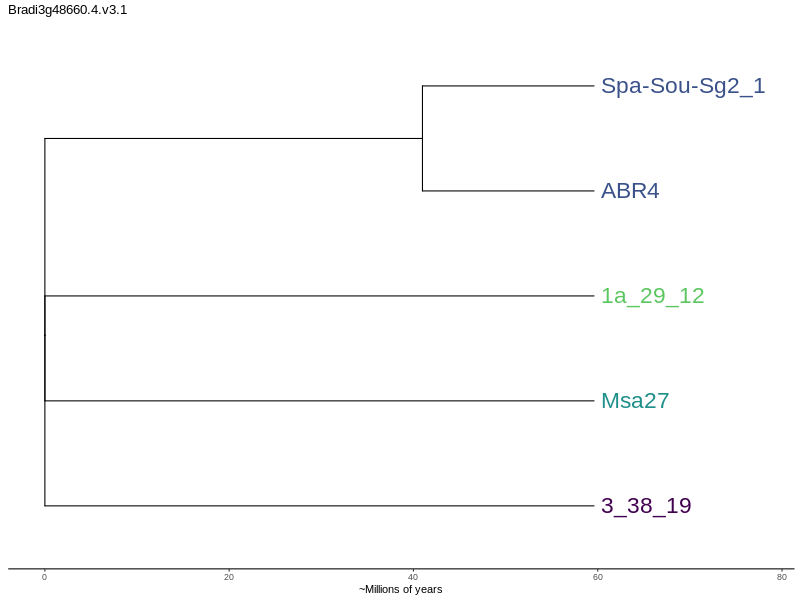 Bradi3g48660.4.v3.1
Spa-Sou-Sg2_1
ABR4
1a_29_12
Msa27
3_38_19
0 20 40 60 80
~Millions of years